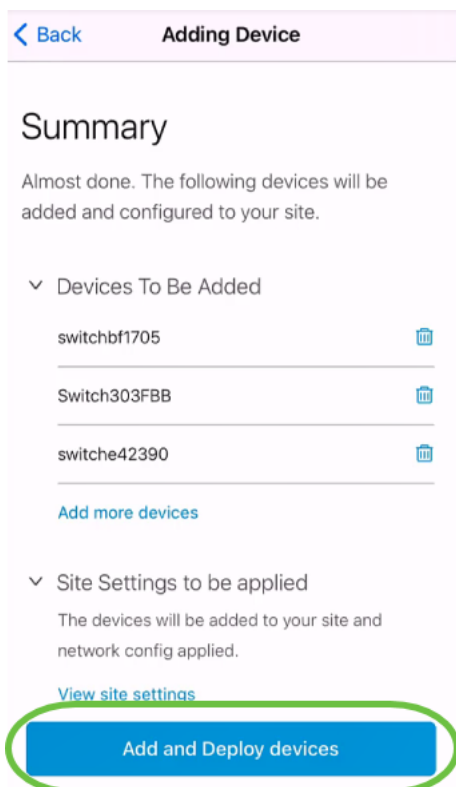 Back
Adding Device
Summary
Almost done. The following devices will be
added and configured to your site.
Devices To Be Added
switchbf1705
Switch303FBB
switche42390
Add more devices
Site Settings to be applied
The devices will be added to your site and
network config applied.
View site settings
Add and Deploy devices